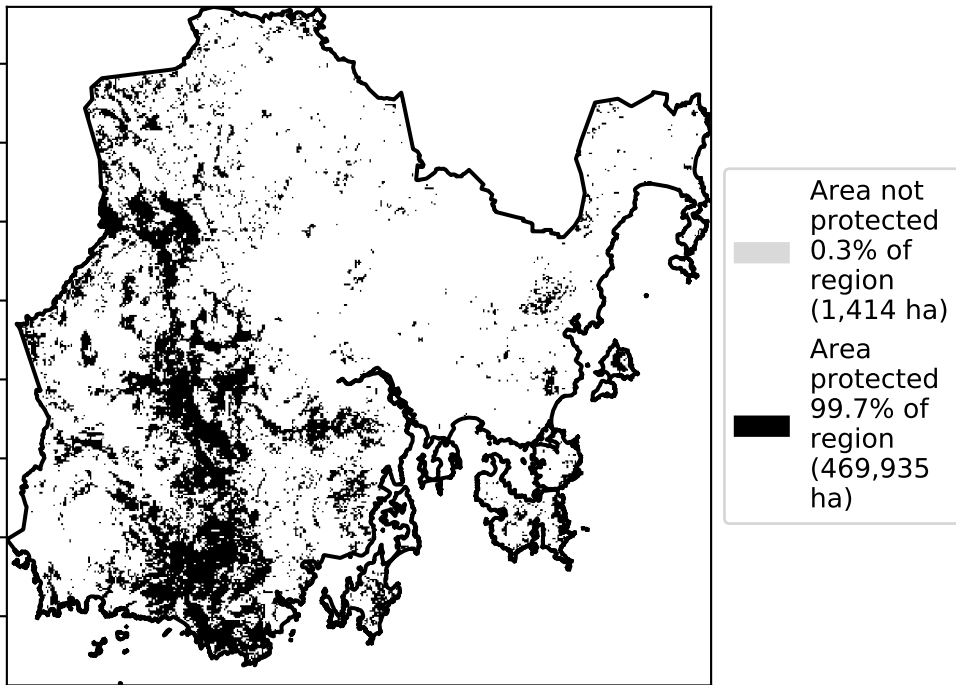 Area not
protected
0.3% of
region
(1,414 ha)
Area
protected
99.7% of
region
(469,935
ha)